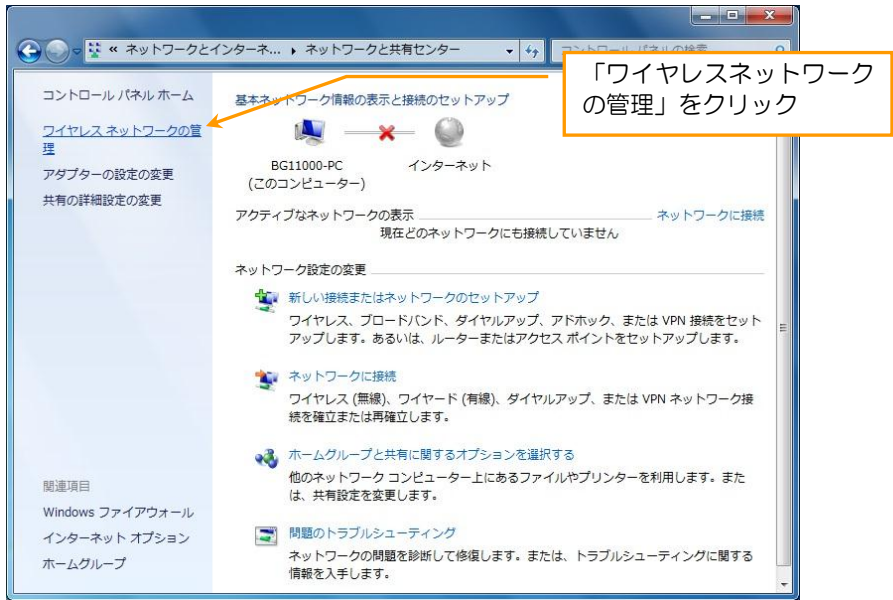 « ネットワークとインターネ... ▸ ネットワークと共有センター
コントロール パネルの検索
「ワイヤレスネットワーク
の管理」をクリック
コントロール パネル ホーム
ワイヤレス ネットワークの管
理
アダプターの設定の変更
共有の詳細設定の変更
基本ネットワーク情報の表示と接続のセットアップ
BG11000-PC
(このコンピューター)
インターネット
アクティブなネットワークの表示
ネットワークに接続
現在どのネットワークにも接続していません
ネットワーク設定の変更
新しい接続またはネットワークのセットアップ
ワイヤレス、ブロードバンド、ダイヤルアップ、アドホック、または VPN 接続をセット
アップします。あるいは、ルーターまたはアクセス ポイントをセットアップします。
ネットワークに接続
ワイヤレス (無線)、ワイヤード (有線)、ダイヤルアップ、または VPN ネットワーク接
続を確立または再確立します。
ホームグループと共有に関するオプションを選択する
他のネットワーク コンピューター上にあるファイルやプリンターを利用します。また
は、共有設定を変更します。
問題のトラブルシューティング
ネットワークの問題を診断して修復します。または、トラブルシューティングに関する
情報を入手します。
関連項目
Windows ファイアウォール
インターネット オプション
ホームグループ